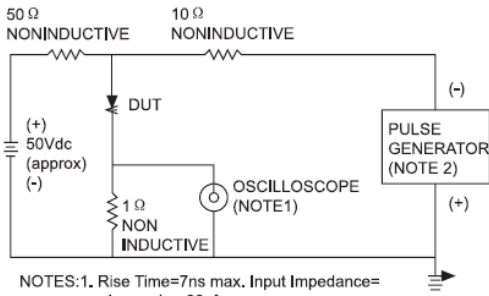 50 Ω
NONINDUCTIVE
10 Ω
NONINDUCTIVE
DUT
(+)
50Vdc
(approx)
(-)
1 Ω
NON
INDUCTIVE
OSCILLOSCOPE
(NOTE1)
(-)
PULSE
GENERATOR
(NOTE 2)
(+)
NOTES:1. Rise Time=7ns max. Input Impedance=